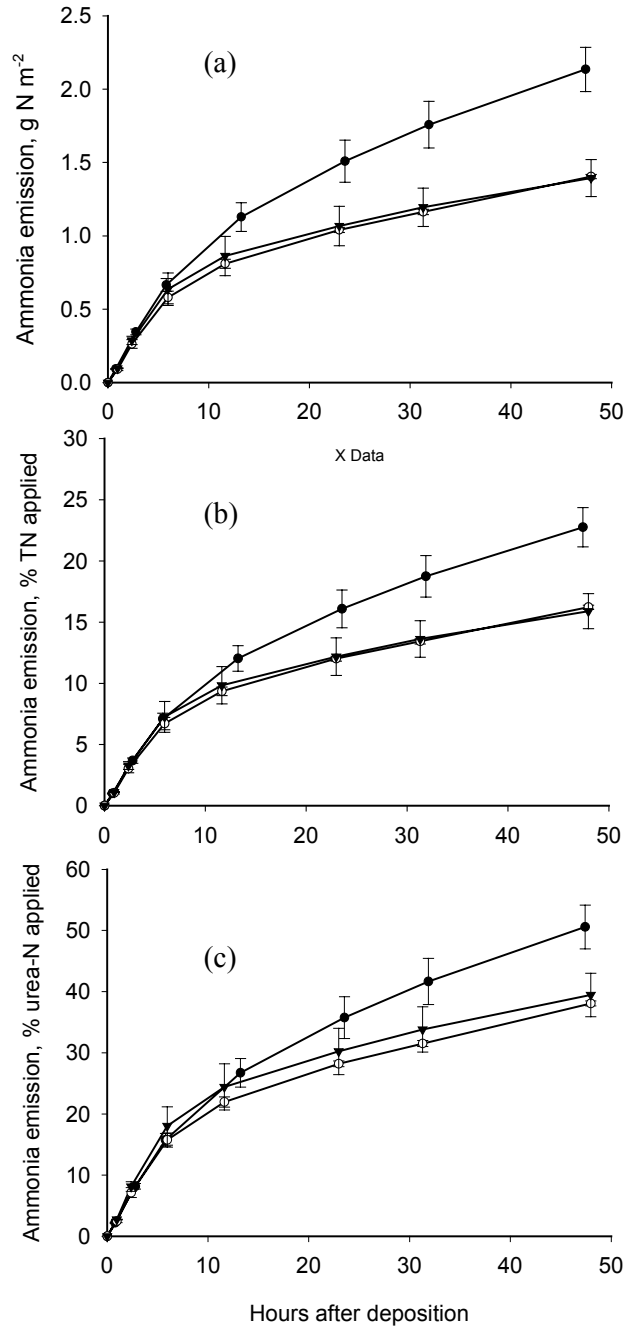 2.5
2.0
1.5
1.0
0.5
0.0
Ammonia emission, g N m-2
(a)
0 10 20 30 40 50
X Data
30
25
20
15
10
5
0
Ammonia emission, % TN applied
(b)
0 10 20 30 40 50
60
50
40
30
20
10
0
Ammonia emission, % urea-N applied
(c)
0 10 20 30 40 50
Hours after deposition